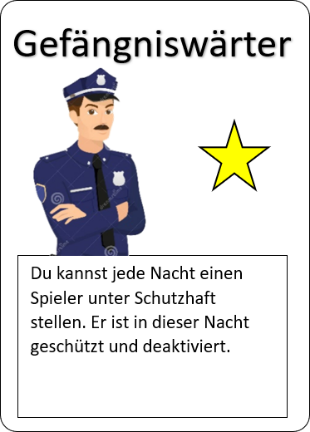 Gefängniswärter
Du kannst jede Nacht einen
Spieler unter Schutzhaft
stellen. Er ist in dieser Nacht
geschützt und deaktiviert.